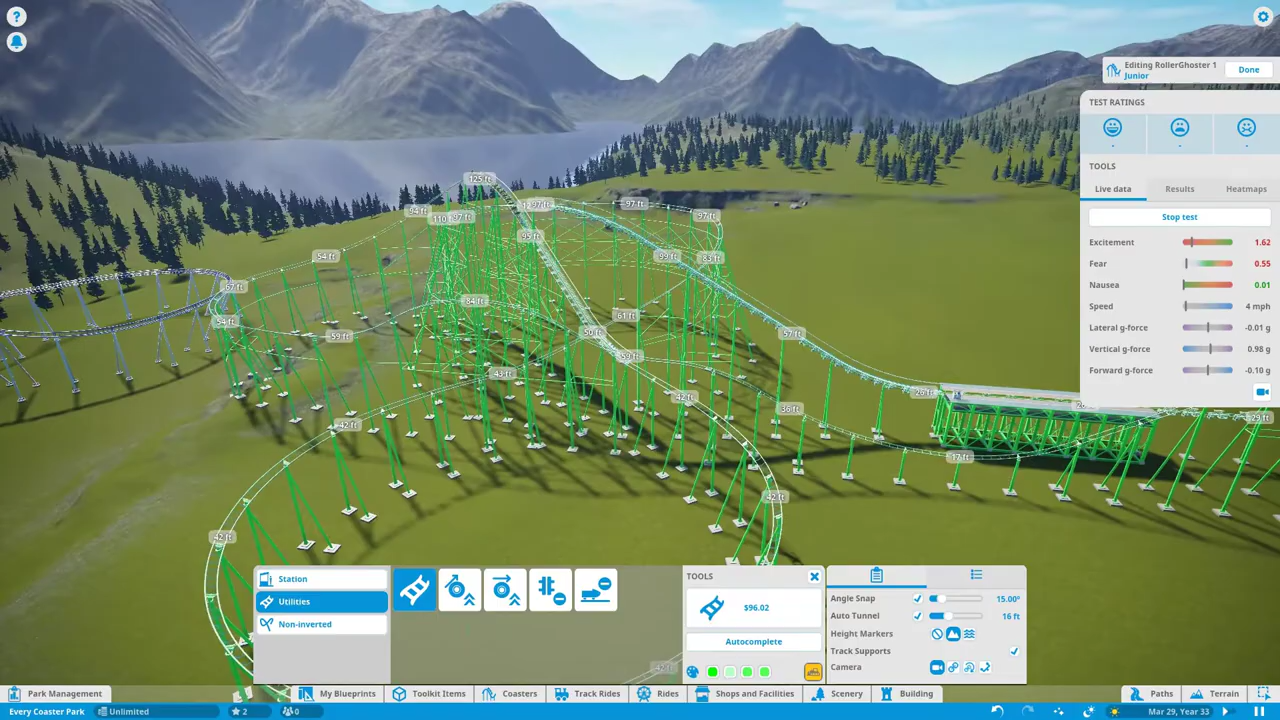 ?
Editing RollerGhoster 1
Junior
Done
TEST RATINGS
-
-
-
TOOLS
Live data
Results
Heatmaps
Stop test
Excitement
1.62
Fear
0.55
Nausea
0.01
Speed
4 mph
Lateral g-force
-0.01 g
Vertical g-force
0.98 g
Forward g-force
-0.10 g
125 ft
94 ft
110
97 ft
97 ft
97 ft
97 ft
95 ft
54 ft
99 ft
83 ft
67 ft
84 ft
54 ft
61 ft
59 ft
50 ft
57 ft
59 ft
43 ft
42 ft
26 ft
36 ft
29 ft
42 ft
17 ft
42 ft
42 ft
42 ft
Station
Utilities
Non-inverted
TOOLS
$96.02
Autocomplete
Angle Snap
15.00°
Auto Tunnel
16 ft
Height Markers
Track Supports
Camera
Park Management
My Blueprints
Toolkit Items
Coasters
Track Rides
Rides
Shops and Facilities
Scenery
Building
Paths
Terrain
Every Coaster Park
Unlimited
2
0
Mar 29, Year 33